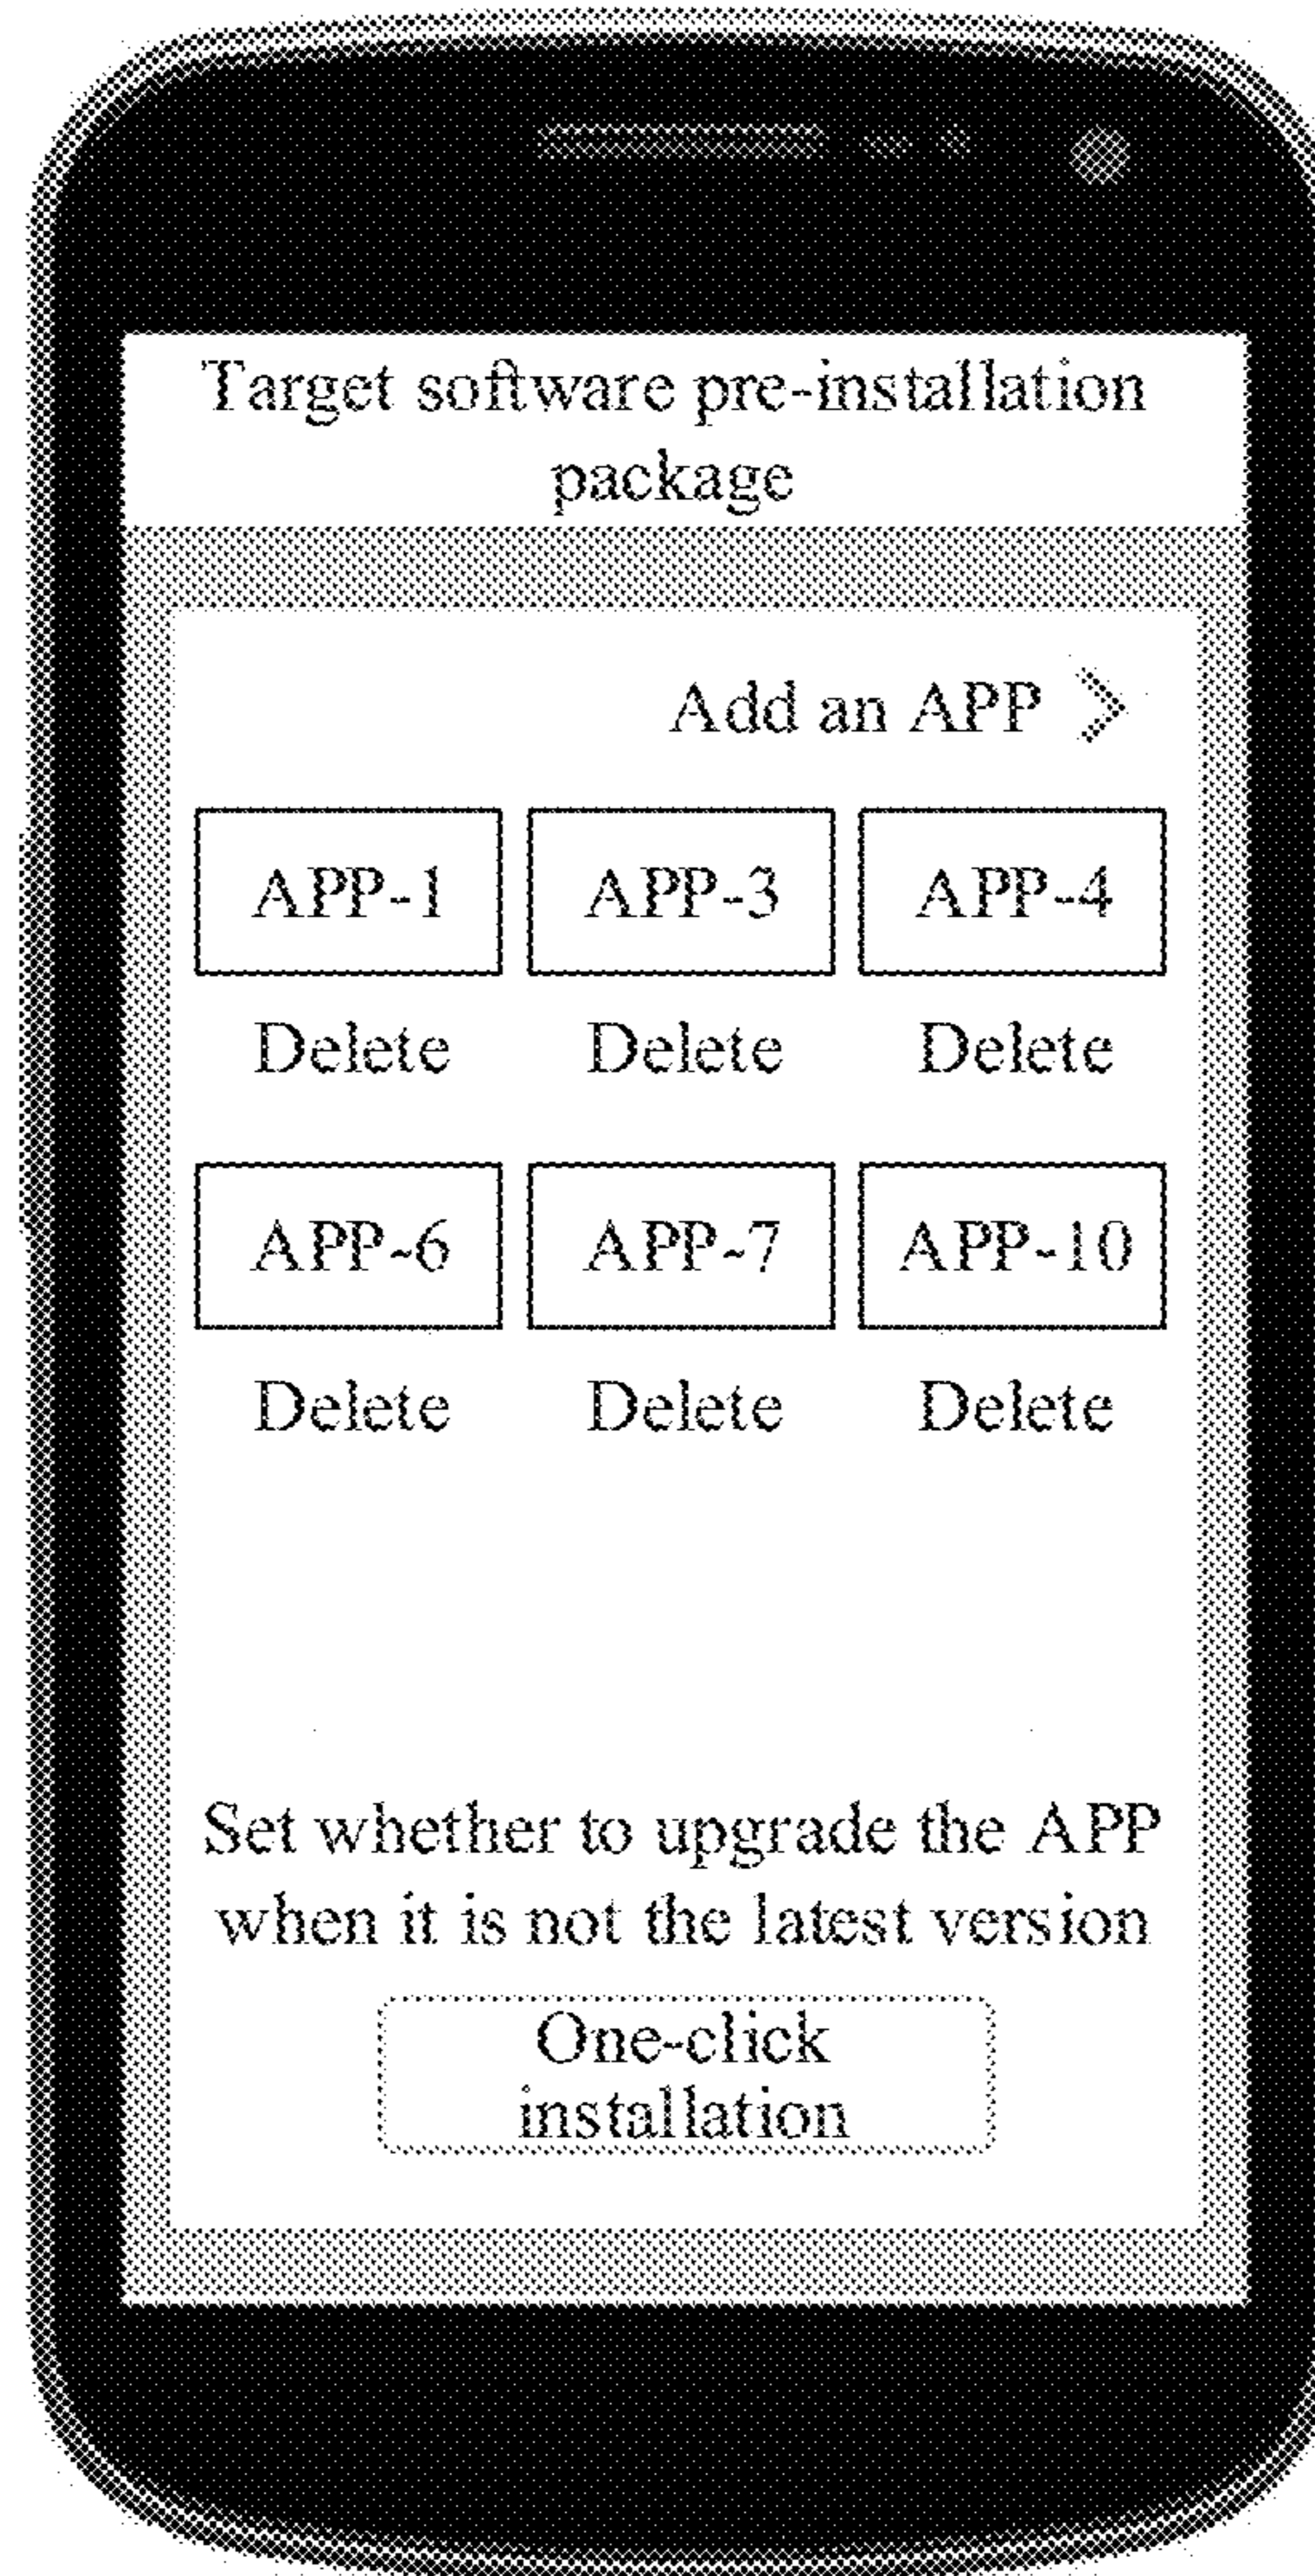 Target software pre-installation
package
Add an APP
APP-1 APP-3 APP-4
Delete Delete Delete
APP-6 APP-7 APP-10
Delete Delete Delete
Set whether to upgrade the APP
when it is not the latest version
One-click
installation